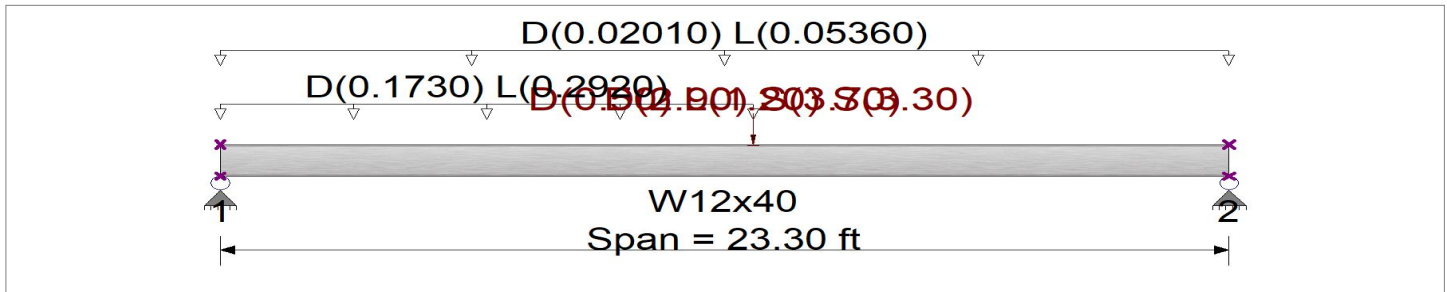 D(0.02010) L(0.05360)
D(0.1730) L(0.2920)
W12x40
1
2
Span = 23.30 ft